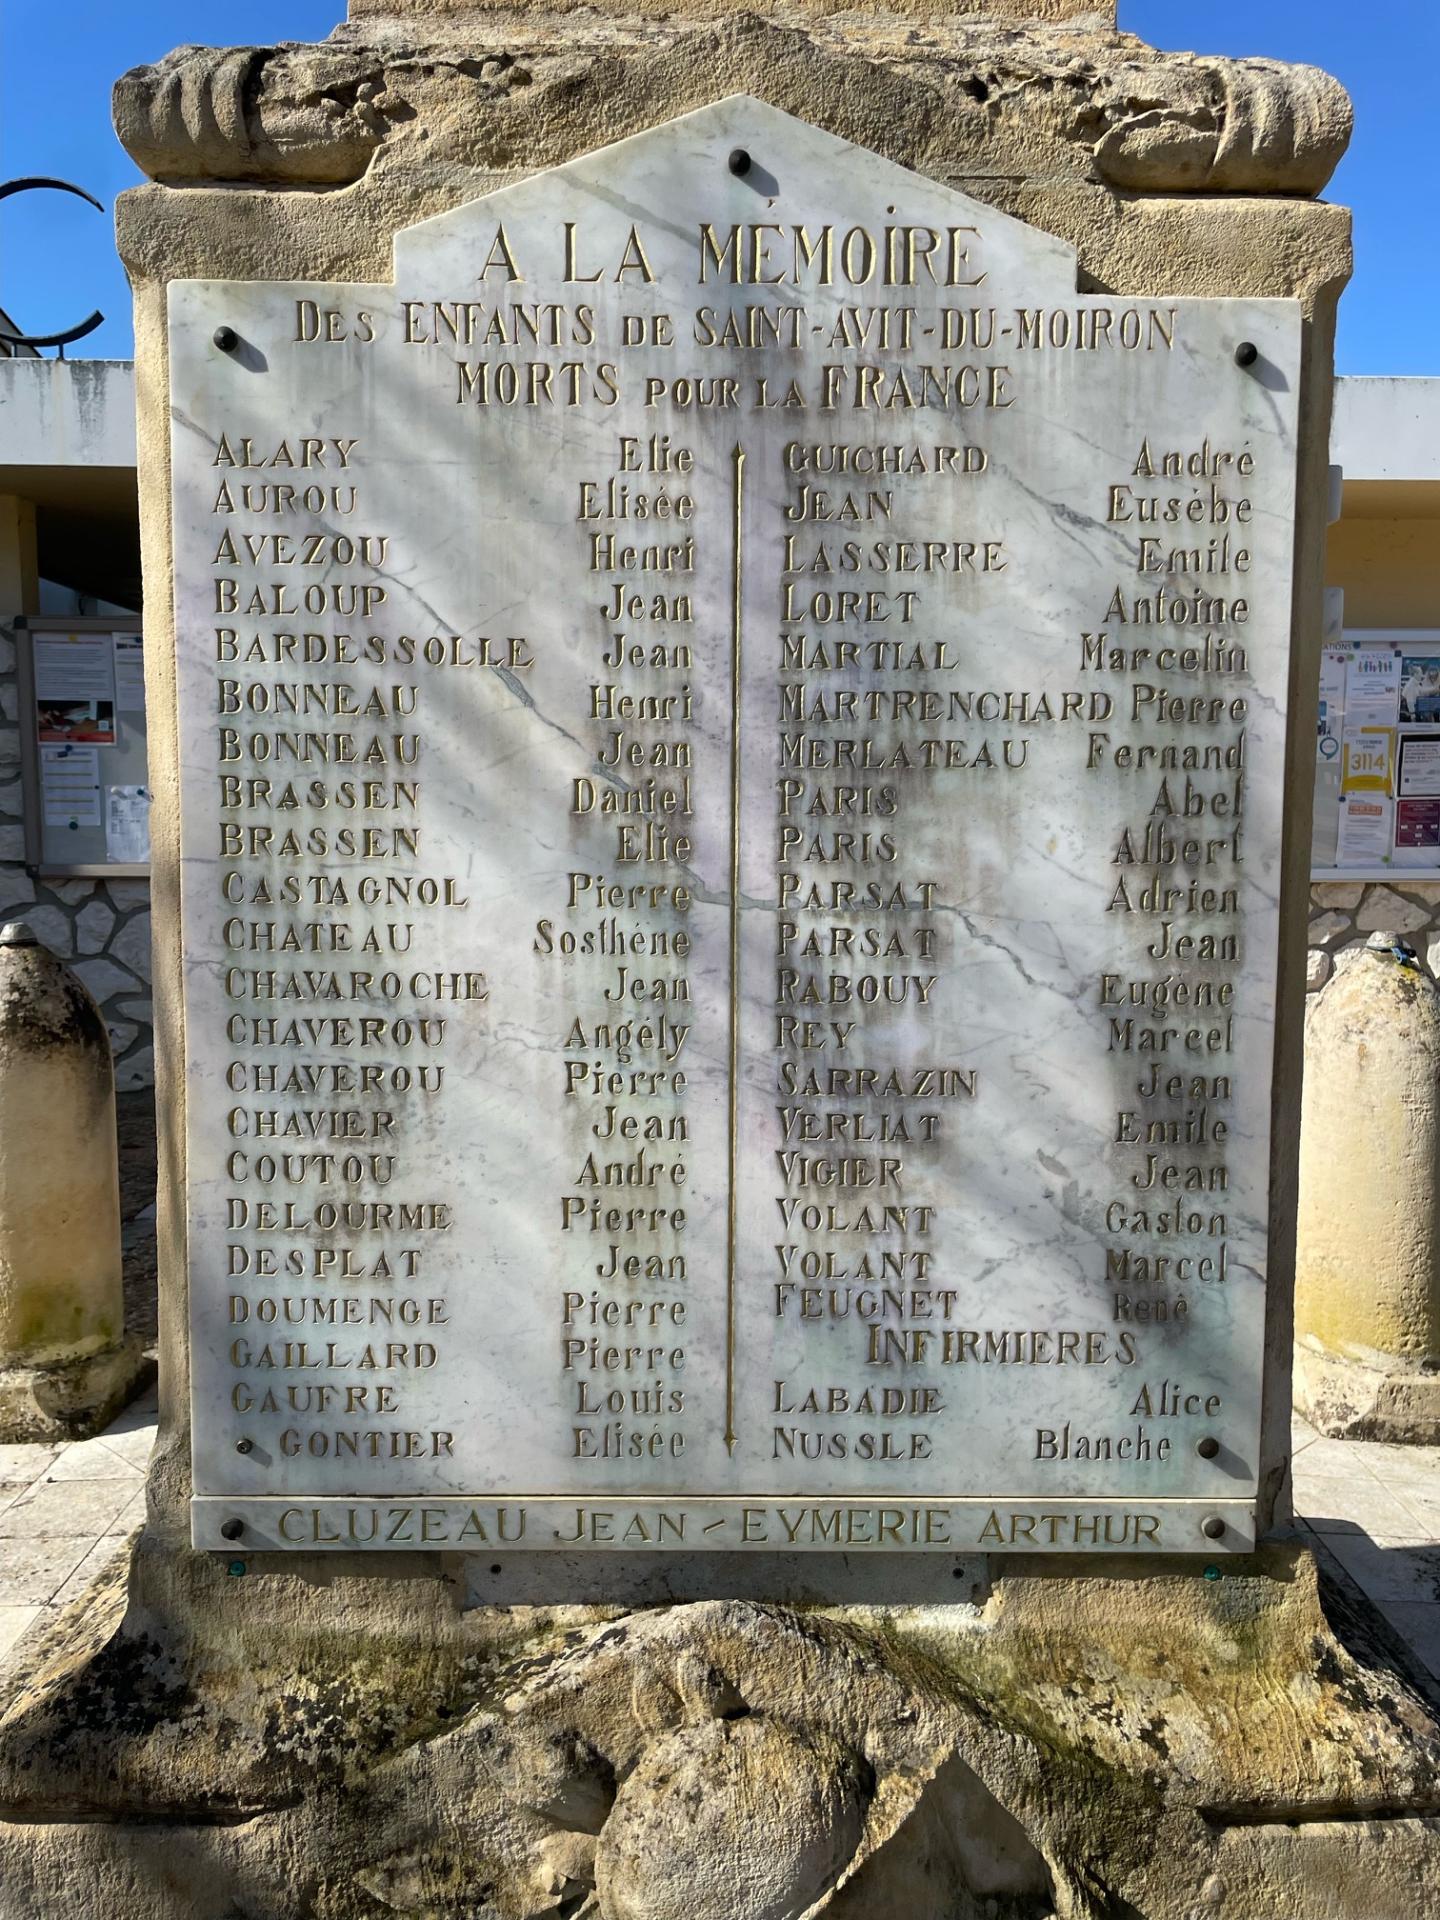 A LA MÉMOIRE
DES ENFANTS DE SAINT-AVIT-DU-MOIRON
MORTS POUR LA FRANCE
ALARY Elie
AUROU Elisée
AVEZOU Henri
BALOUP Jean
BARDESSOLLE Jean
BONNEAU Henri
BONNEAU Jean
BRASSEN Daniel
BRASSEN Elie
CASTAGNOL Pierre
CHATEAU Sosthène
CHAVAROCHE Jean
CHAVEROU Angély
CHAVEROU Pierre
CHAVIER Jean
COUTOU André
DELOURME Pierre
DESPLAT Jean
DOUMENGE Pierre
GAILLARD Pierre
GAUFRE Louis
GONTIER Elisée
GUICHARD André
JEAN Eusèbe
LASSERRE Emile
LORET Antoine
MARTIAL Marcelin
MARTRENCHARD Pierre
MERLATEAU Fernand
PARIS Abel
PARIS Albert
PARSAT Adrien
PARSAT Jean
RABOUY Eugène
REY Marcel
SARRAZIN Jean
VERLIAT Emile
VIGIER Jean
VOLANT Gaston
VOLANT Marcel
FEUGNET René
INFIRMIERES
LABADIE Alice
NUSSLE Blanche
CLUZEAU JEAN - EYMERIE ARTHUR
3114